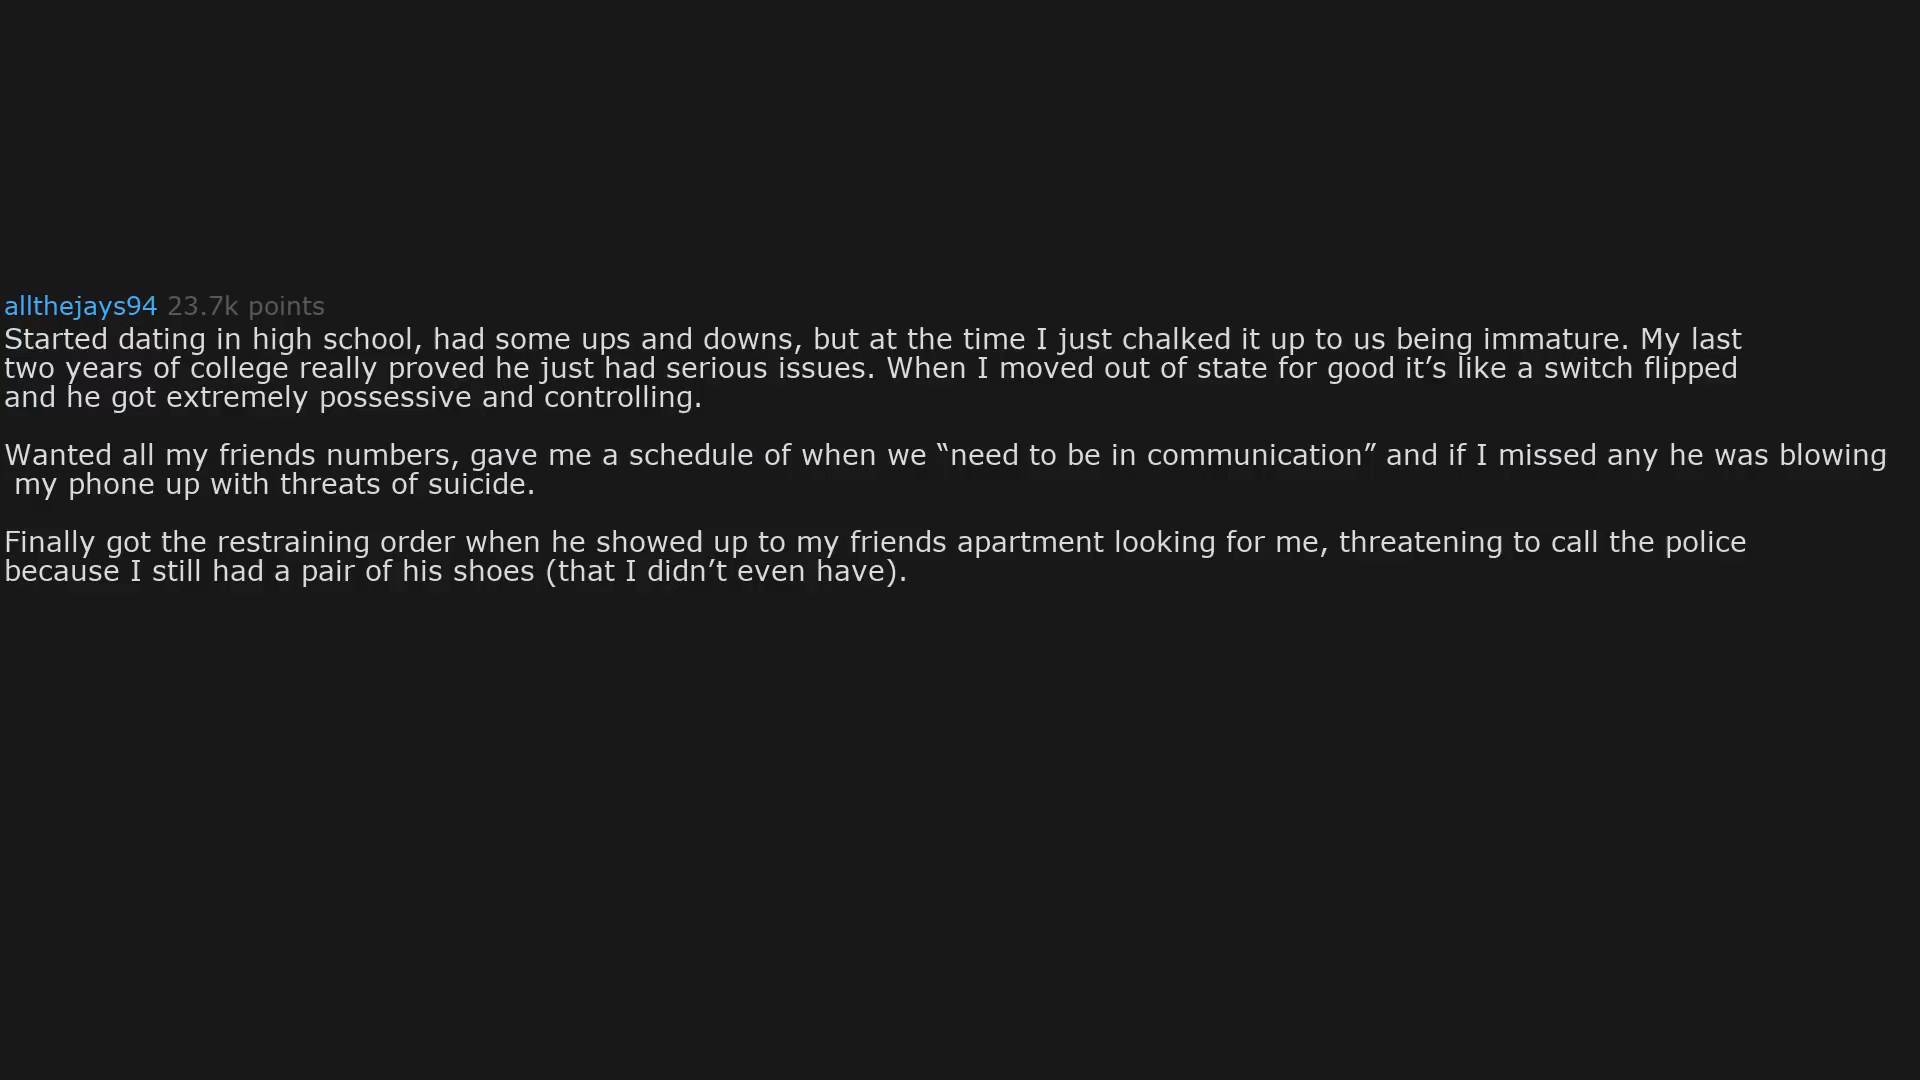 allthejays94 23.7k points
Started dating in high school, had some ups and downs, but at the time I just chalked it up to us being immature. My last
two years of college really proved he just had serious issues. When I moved out of state for good it’s like a switch flipped
and he got extremely possessive and controlling.
Wanted all my friends numbers, gave me a schedule of when we “need to be in communication” and if I missed any he was blowing
my phone up with threats of suicide.
Finally got the restraining order when he showed up to my friends apartment looking for me, threatening to call the police
because I still had a pair of his shoes (that I didn’t even have).